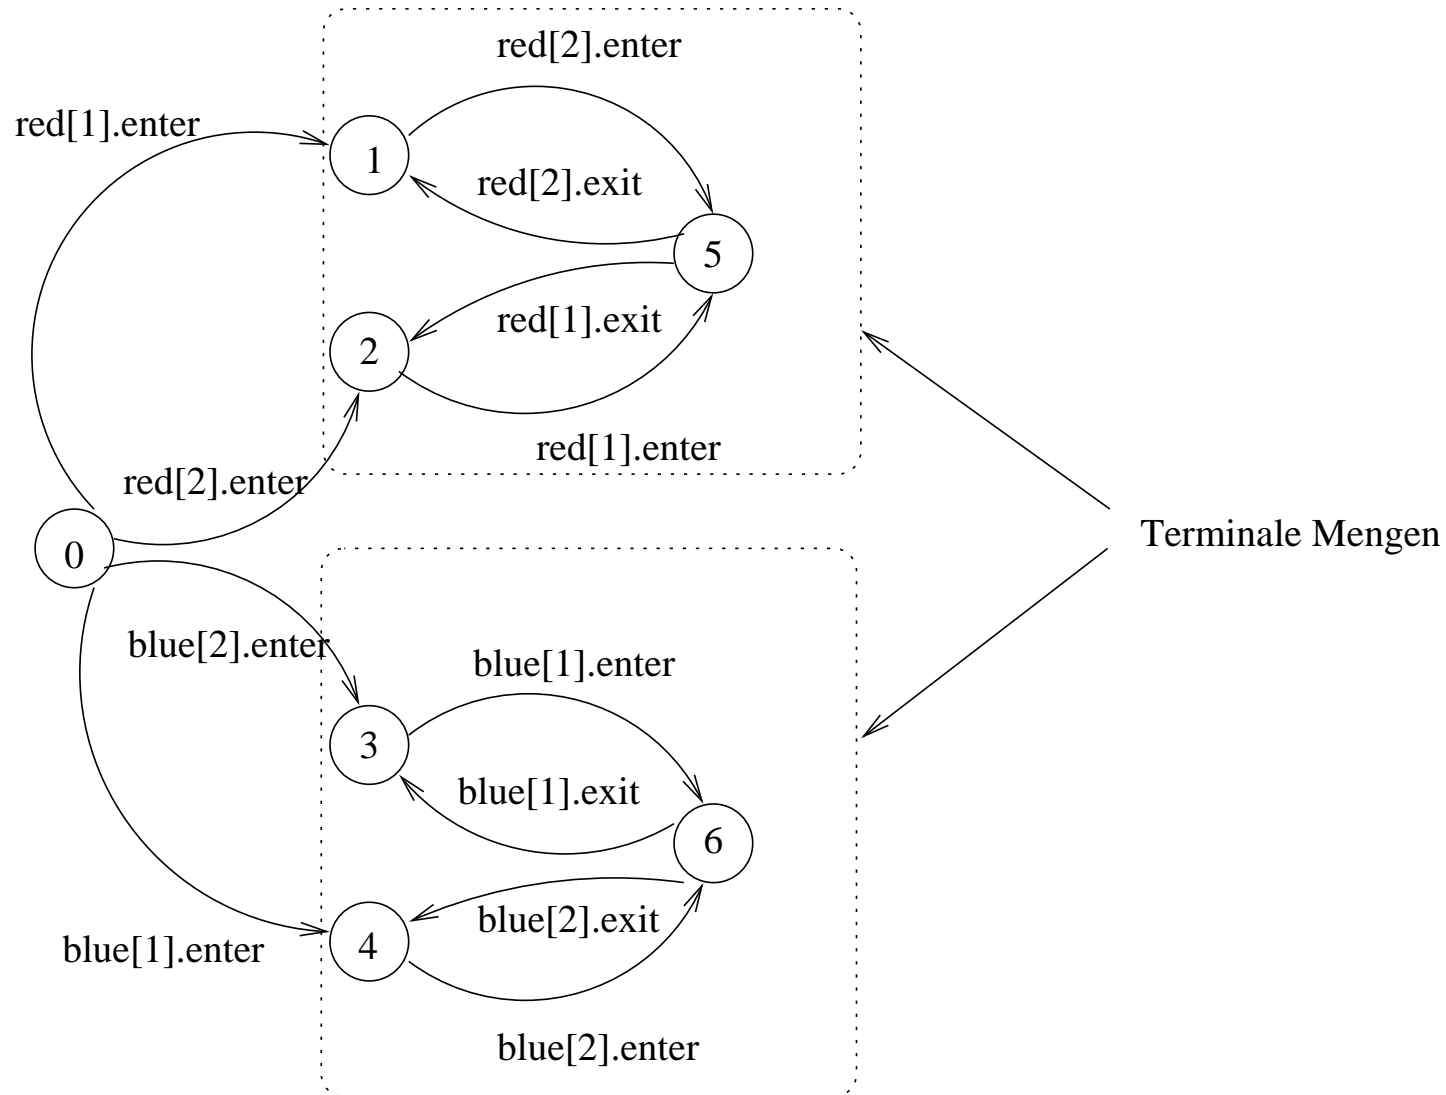 red[2].enter
red[1].enter
1
red[2].exit
5
red[1].exit
2
red[1].enter
red[2].enter
Terminale Mengen
0
blue[2].enter
blue[1].enter
3
blue[1].exit
6
blue[2].exit
4
blue[1].enter
blue[2].enter